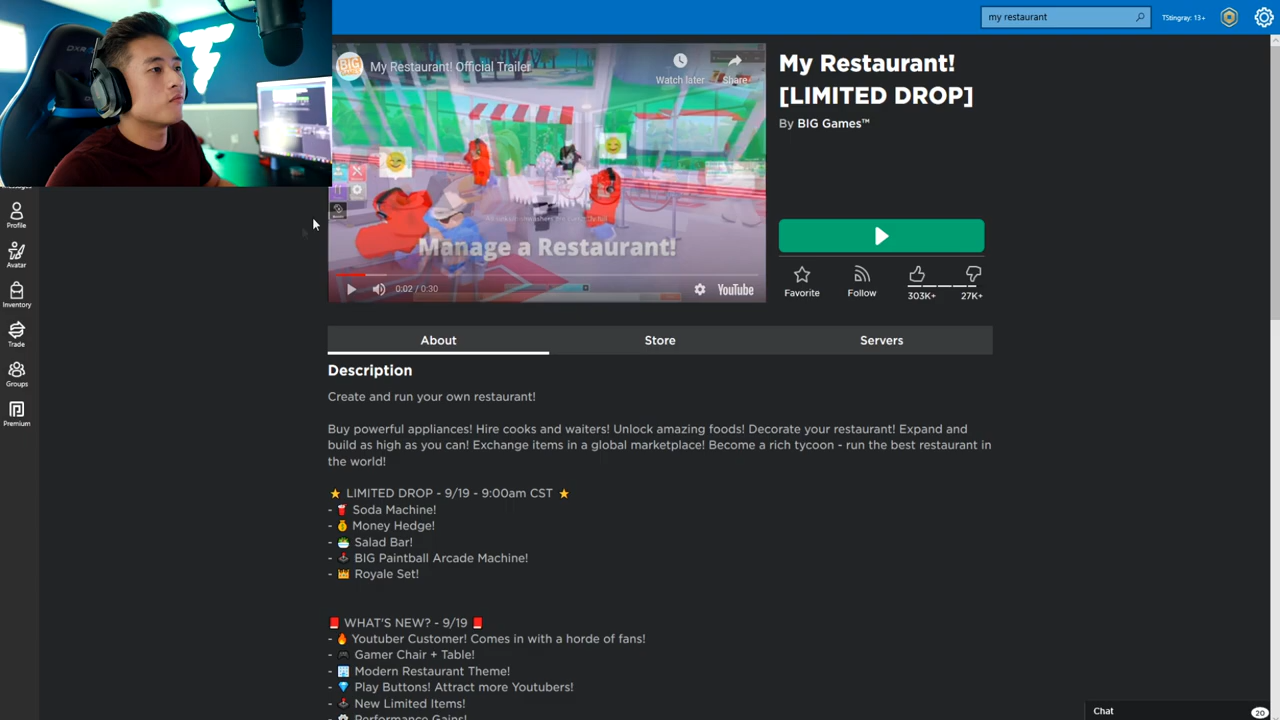 my restaurant
TStingray: 13+
BIG
My Restaurant! Official Trailer
Watch later
Share
Manage a Restaurant!
0:02 / 0:30
YouTube
My Restaurant!
[LIMITED DROP]
By BIG Games™
Favorite
Follow
303K+
27K+
Profile
Avatar
Inventory
Trade
Groups
Premium
About
Store
Servers
Description
Create and run your own restaurant!
Buy powerful appliances! Hire cooks and waiters! Unlock amazing foods! Decorate your restaurant! Expand and
build as high as you can! Exchange items in a global marketplace! Become a rich tycoon - run the best restaurant in
the world!
⭐ LIMITED DROP - 9/19 - 9:00am CST ⭐
- 🥤 Soda Machine!
- 💰 Money Hedge!
- 🥗 Salad Bar!
- 🕹️ BIG Paintball Arcade Machine!
- 👑 Royale Set!
📕 WHAT'S NEW? - 9/19 📕
- 🔥 Youtuber Customer! Comes in with a horde of fans!
- 🎮 Gamer Chair + Table!
- Modern Restaurant Theme!
- 💎 Play Buttons! Attract more Youtubers!
- 🕹️ New Limited Items!
- ⚙️ Performance Gains!
Chat
20